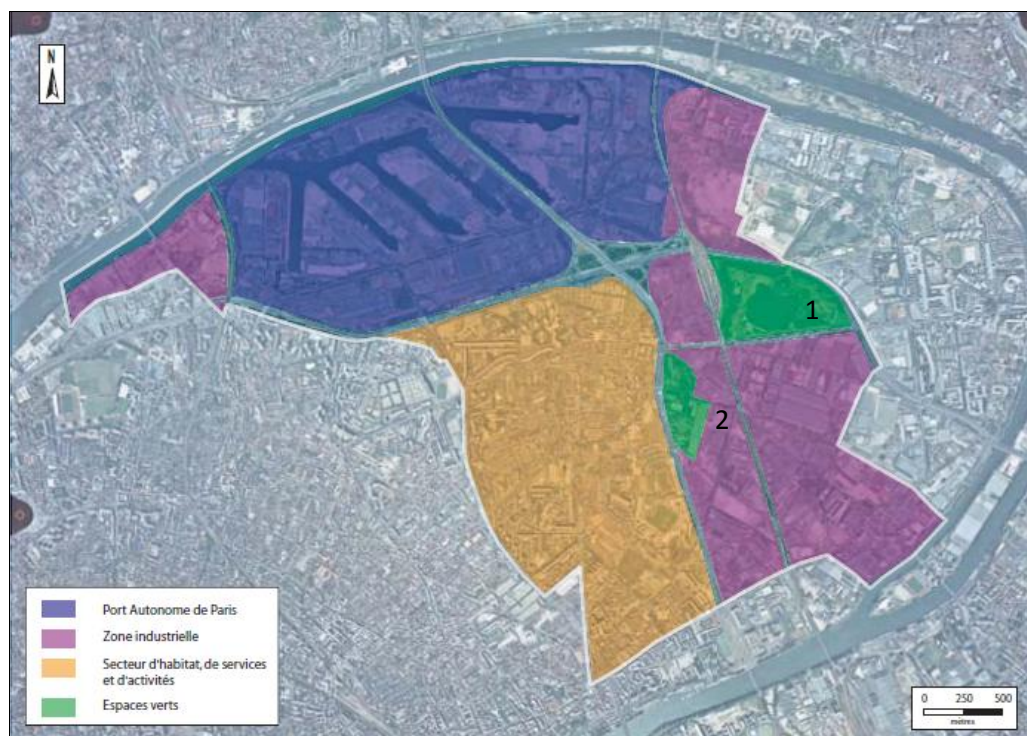 N
1
2
Port Autonome de Paris
Zone industrielle
Secteur d'habitat, de services
et d'activités
Espaces verts
0 250 500
mètres